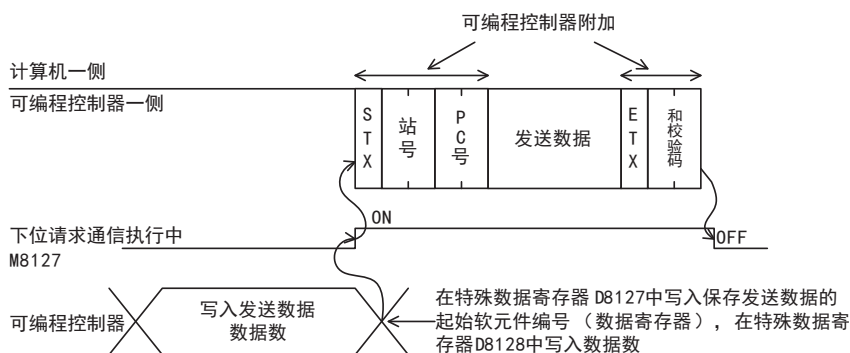 可编程控制器附加
计算机一侧
可编程控制器一侧
STX
站号
PC号
发送数据
ETX
和校验码
ON
下位请求通信执行中
M8127
OFF
可编程控制器
写入发送数据
数据数
在特殊数据寄存器 D8127中写入保存发送数据的
起始软元件编号 （数据寄存器）, 在特殊数据寄
存器D8128中写入数据数